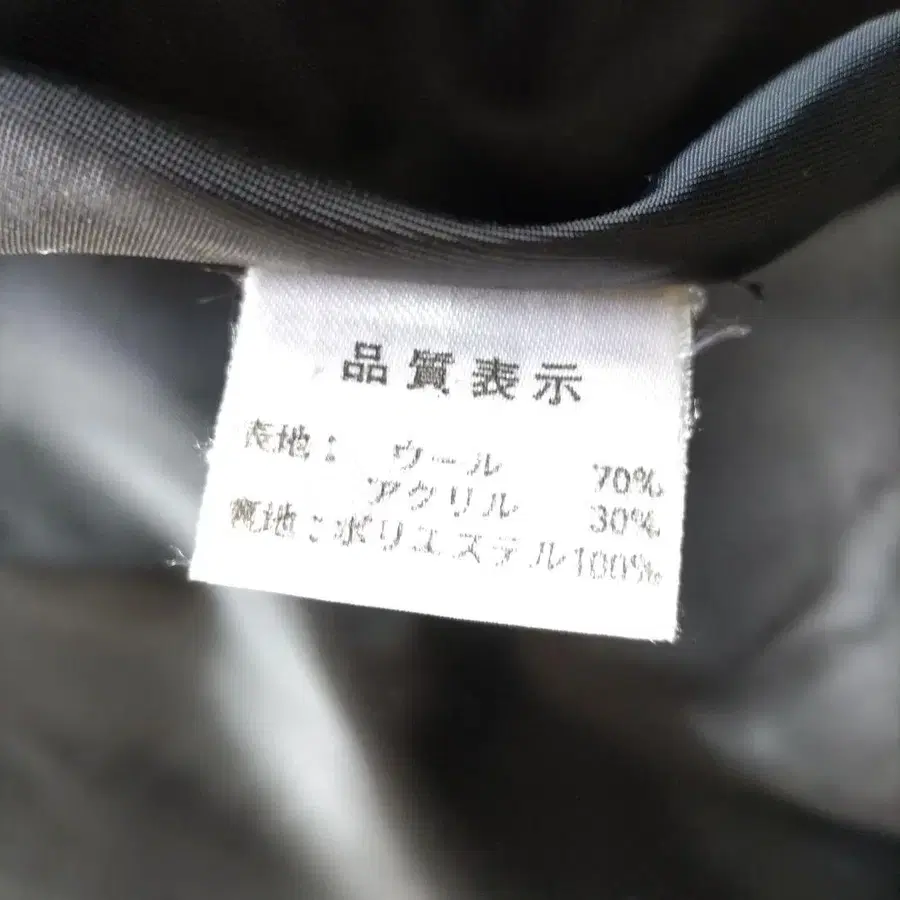 品質表示
表地： ウール 70%
アクリル 30%
裏地：ポリエステル100%